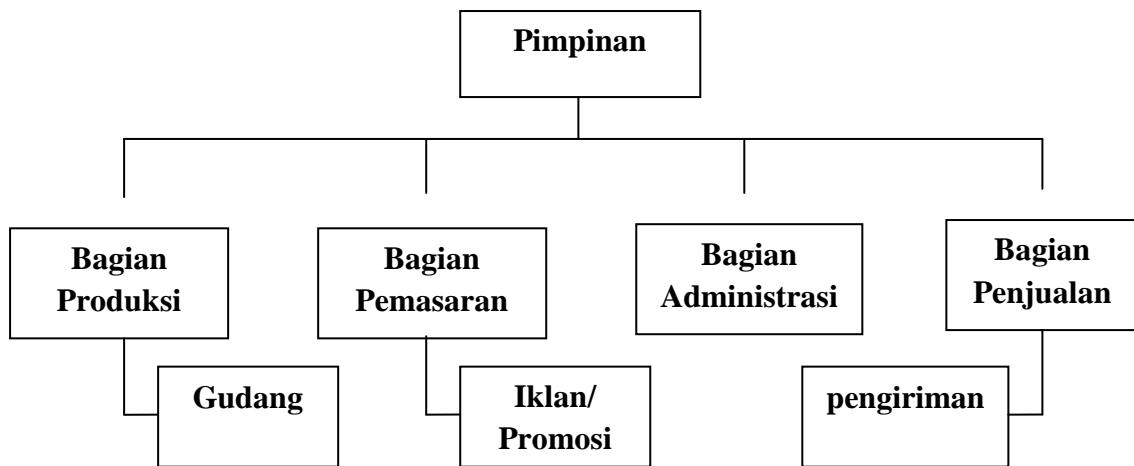 Pimpinan
Bagian
Produksi
Bagian
Pemasaran
Bagian
Administrasi
Bagian
Penjualan
Gudang
Iklan/
Promosi
pengiriman